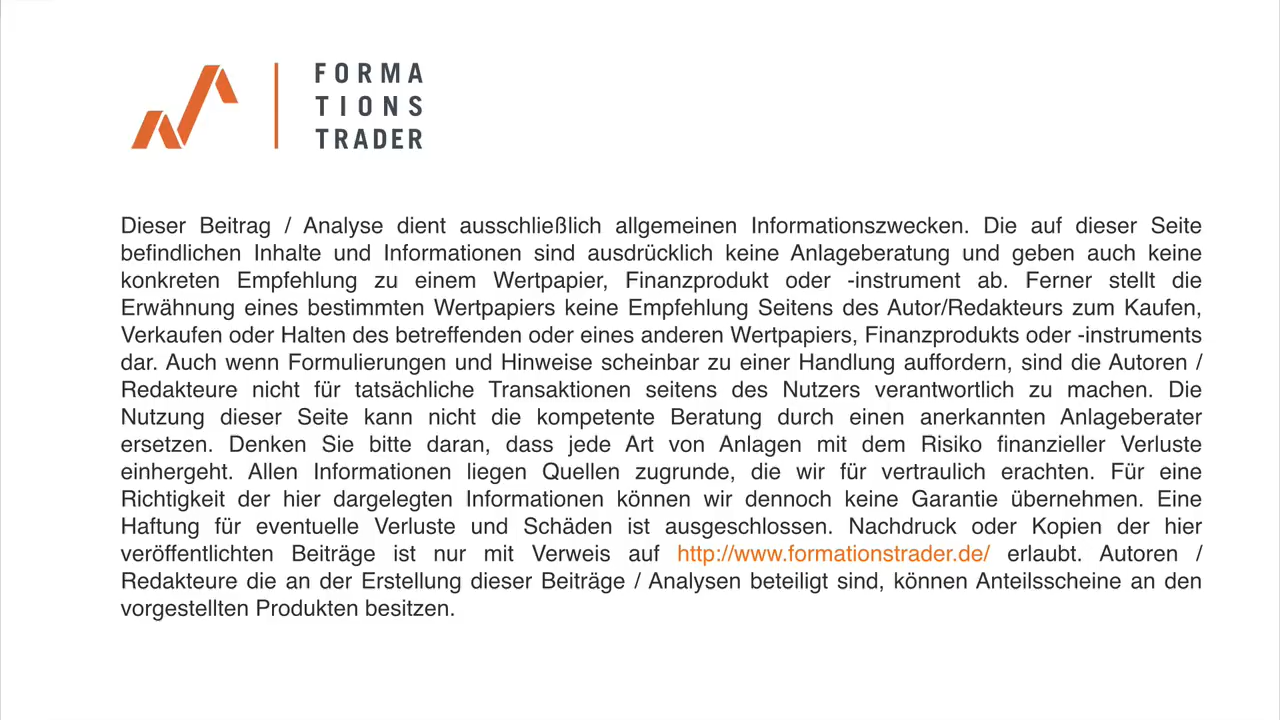 FORMA
TIONS
TRADER
Dieser Beitrag / Analyse dient ausschließlich allgemeinen Informationszwecken. Die auf dieser Seite
befindlichen Inhalte und Informationen sind ausdrücklich keine Anlageberatung und geben auch keine
konkreten Empfehlung zu einem Wertpapier, Finanzprodukt oder -instrument ab. Ferner stellt die
Erwähnung eines bestimmten Wertpapiers keine Empfehlung Seitens des Autor/Redakteurs zum Kaufen,
Verkaufen oder Halten des betreffenden oder eines anderen Wertpapiers, Finanzprodukts oder -instruments
dar. Auch wenn Formulierungen und Hinweise scheinbar zu einer Handlung auffordern, sind die Autoren /
Redakteure nicht für tatsächliche Transaktionen seitens des Nutzers verantwortlich zu machen. Die
Nutzung dieser Seite kann nicht die kompetente Beratung durch einen anerkannten Anlageberater
ersetzen. Denken Sie bitte daran, dass jede Art von Anlagen mit dem Risiko finanzieller Verluste
einhergeht. Allen Informationen liegen Quellen zugrunde, die wir für vertraulich erachten. Für eine
Richtigkeit der hier dargelegten Informationen können wir dennoch keine Garantie übernehmen. Eine
Haftung für eventuelle Verluste und Schäden ist ausgeschlossen. Nachdruck oder Kopien der hier
veröffentlichten Beiträge ist nur mit Verweis auf http://www.formationstrader.de/ erlaubt. Autoren /
Redakteure die an der Erstellung dieser Beiträge / Analysen beteiligt sind, können Anteilsscheine an den
vorgestellten Produkten besitzen.